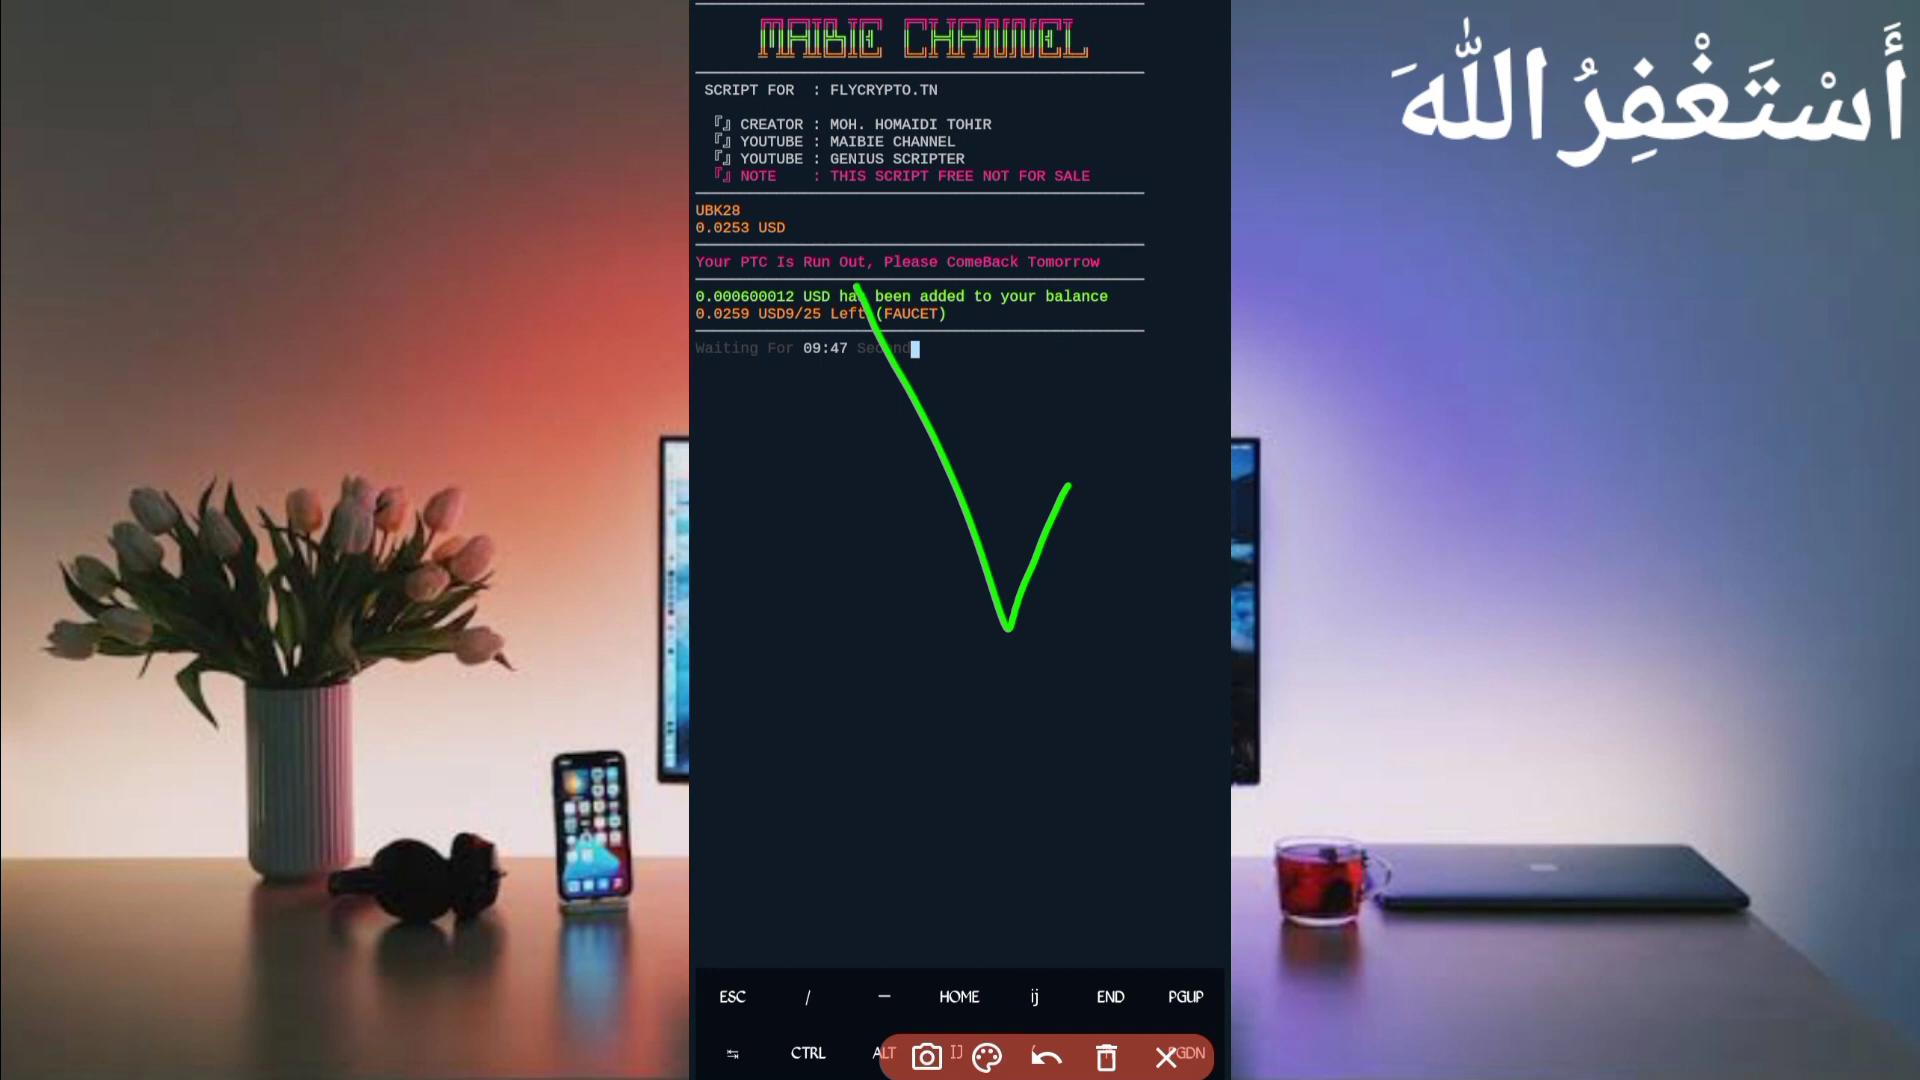 MAIBIE CHANNEL
أَسْتَغْفِرُ اللّٰهَ
SCRIPT FOR : FLYCRYPTO.TN
『』 CREATOR : MOH. HOMAIDI TOHIR
『』 YOUTUBE : MAIBIE CHANNEL
『』 YOUTUBE : GENIUS SCRIPTER
『』 NOTE : THIS SCRIPT FREE NOT FOR SALE
UBK28
0.0253 USD
Your PTC Is Run Out, Please ComeBack Tomorrow
0.000600012 USD has been added to your balance
0.0259 USD9/25 Left (FAUCET)
Waiting For 09:47 Second
ESC / — HOME ij END PGUP
↹ CTRL ALT PGDN